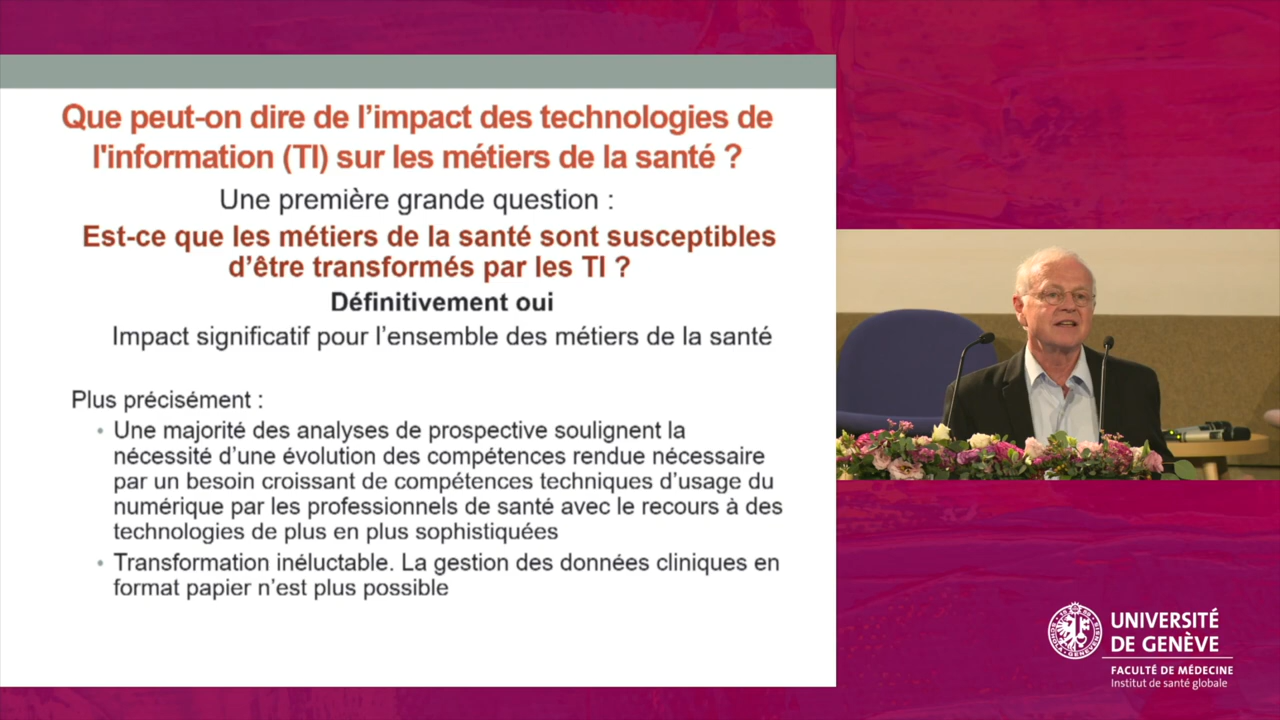 Que peut-on dire de l’impact des technologies de
l'information (TI) sur les métiers de la santé ?
Une première grande question :
Est-ce que les métiers de la santé sont susceptibles
d’être transformés par les TI ?
Définitivement oui
Impact significatif pour l’ensemble des métiers de la santé
Plus précisément :
• Une majorité des analyses de prospective soulignent la
nécessité d’une évolution des compétences rendue nécessaire
par un besoin croissant de compétences techniques d’usage du
numérique par les professionnels de santé avec le recours à des
technologies de plus en plus sophistiquées
• Transformation inéluctable. La gestion des données cliniques en
format papier n’est plus possible
UNIVERSITÉ
DE GENÈVE
FACULTÉ DE MÉDECINE
Institut de santé globale